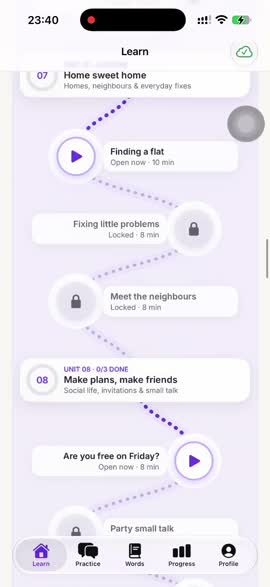 23:40
Learn
07
Home sweet home
Homes, neighbours & everyday fixes
Finding a flat
Open now · 10 min
Fixing little problems
Locked · 8 min
Meet the neighbours
Locked · 8 min
UNIT 08 · 0/3 DONE
08
Make plans, make friends
Social life, invitations & small talk
Are you free on Friday?
Open now · 8 min
Party small talk
Learn
Practice
Words
Progress
Profile